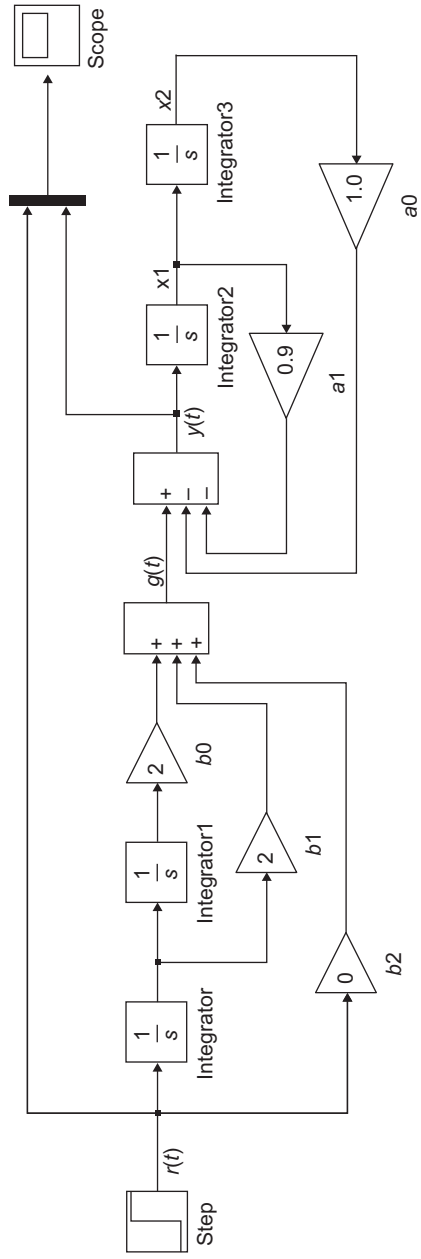 Step
r(t)
1
s
Integrator
1
s
Integrator1
2
b0
2
b1
0
b2
+
+
+
g(t)
+
–
–
y(t)
1
s
Integrator2
x1
1
s
Integrator3
x2
0.9
a1
1.0
a0
Scope